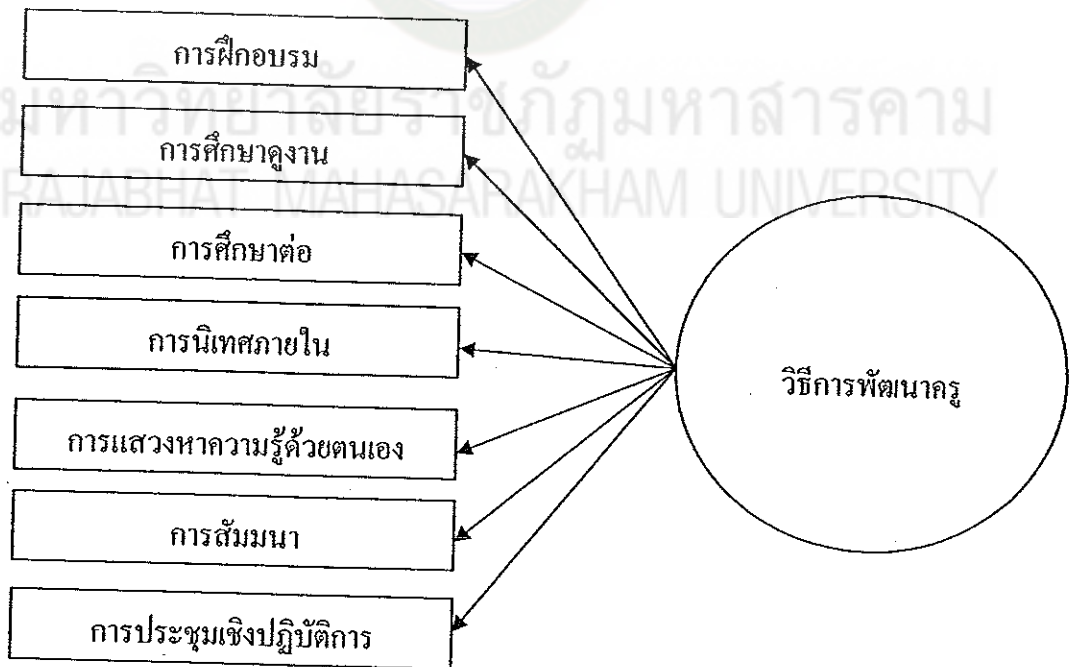 การฝึกอบรม
มหาวิทยาลัยราชภัฏมหาสารคาม
การศึกษาดูงาน
RAJABHAT MAHASARAKHAM UNIVERSITY
การศึกษาต่อ
การนิเทศภายใน
วิธีการพัฒนาครู
การแสวงหาความรู้ด้วยตนเอง
การสัมมนา
การประชุมเชิงปฏิบัติการ